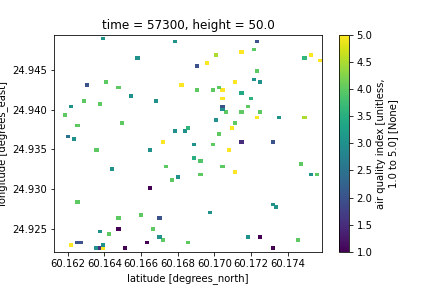 time = 57300, height = 50.0
24.945
24.940
24.935
24.930
24.925
longitude [degrees_east]
60.162 60.164 60.166 60.168 60.170 60.172 60.174
latitude [degrees_north]
5.0
4.5
4.0
3.5
3.0
2.5
2.0
1.5
1.0
air quality index [unitless,
1.0 to 5.0] [None]